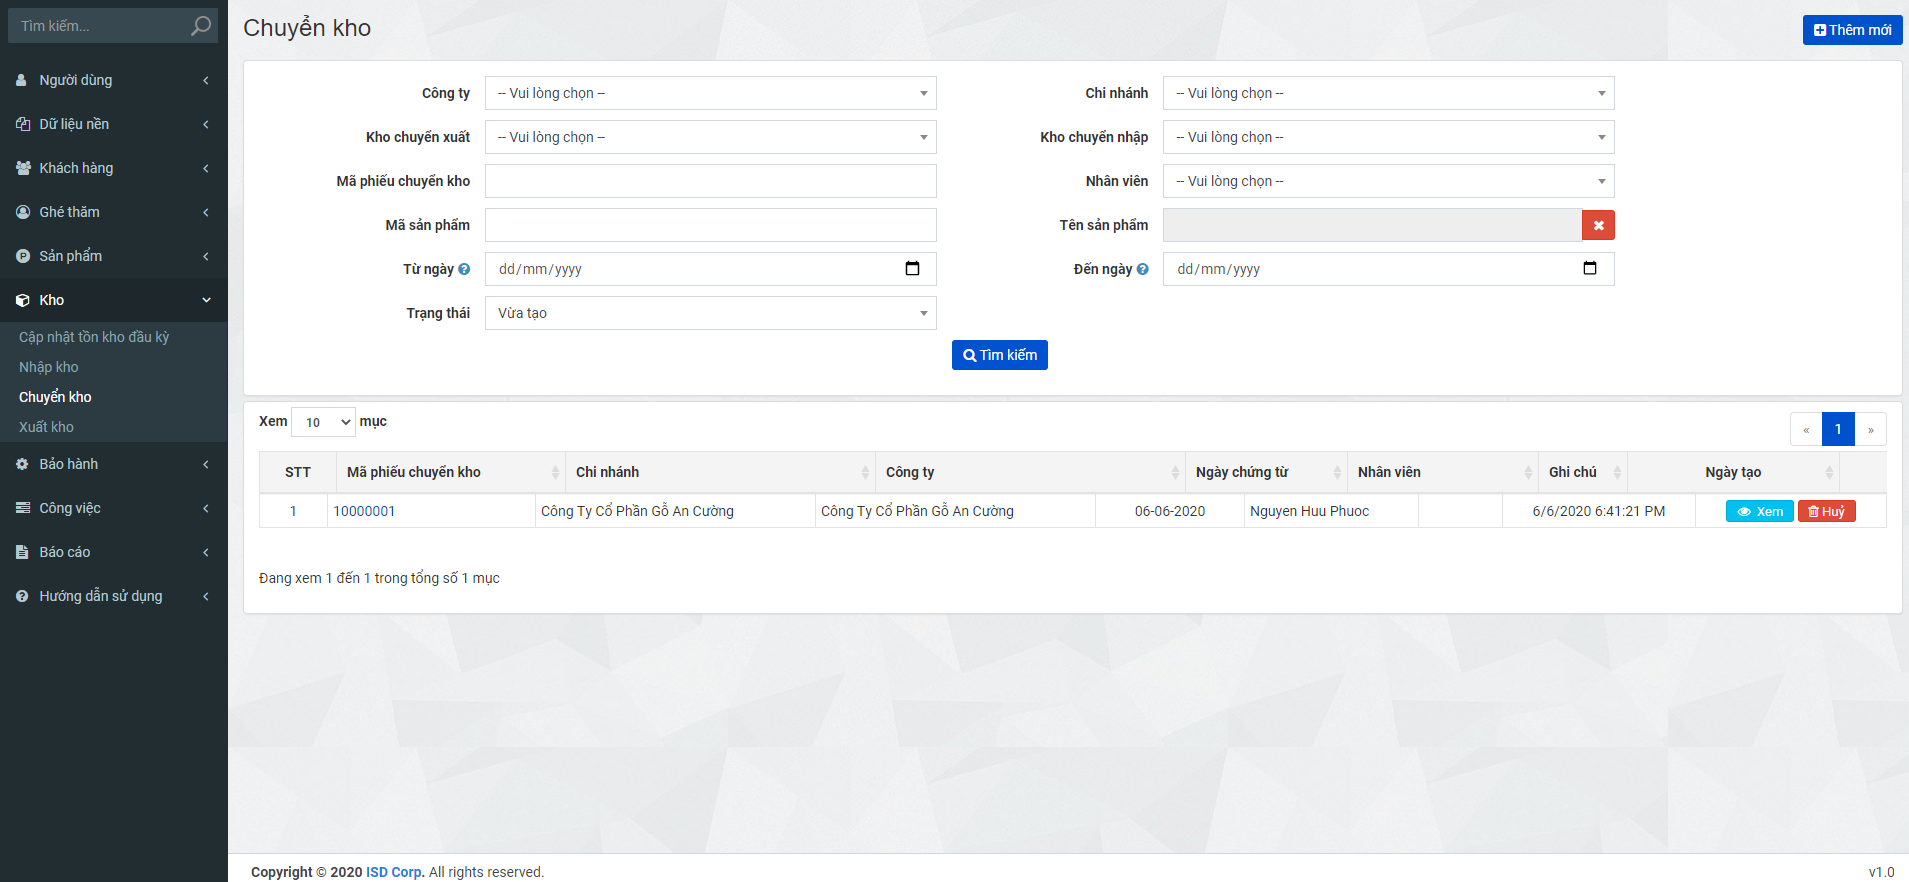 Tìm kiếm...
Người dùng
Dữ liệu nền
Khách hàng
Ghé thăm
Sản phẩm
Kho
Cập nhật tồn kho đầu kỳ
Nhập kho
Chuyển kho
Xuất kho
Bảo hành
Công việc
Báo cáo
Hướng dẫn sử dụng
Chuyển kho
Thêm mới
Công ty -- Vui lòng chọn -- Chi nhánh -- Vui lòng chọn --
Kho chuyển xuất -- Vui lòng chọn -- Kho chuyển nhập -- Vui lòng chọn --
Mã phiếu chuyển kho Nhân viên -- Vui lòng chọn --
Mã sản phẩm Tên sản phẩm
Từ ngày dd/mm/yyyy Đến ngày dd/mm/yyyy
Trạng thái Vừa tạo
Tìm kiếm
Xem 10 mục « 1 »
STT Mã phiếu chuyển kho Chi nhánh Công ty Ngày chứng từ Nhân viên Ghi chú Ngày tạo
1 10000001 Công Ty Cổ Phần Gỗ An Cường Công Ty Cổ Phần Gỗ An Cường 06-06-2020 Nguyen Huu Phuoc 6/6/2020 6:41:21 PM Xem Huỷ
Đang xem 1 đến 1 trong tổng số 1 mục
Copyright © 2020 ISD Corp. All rights reserved. v1.0